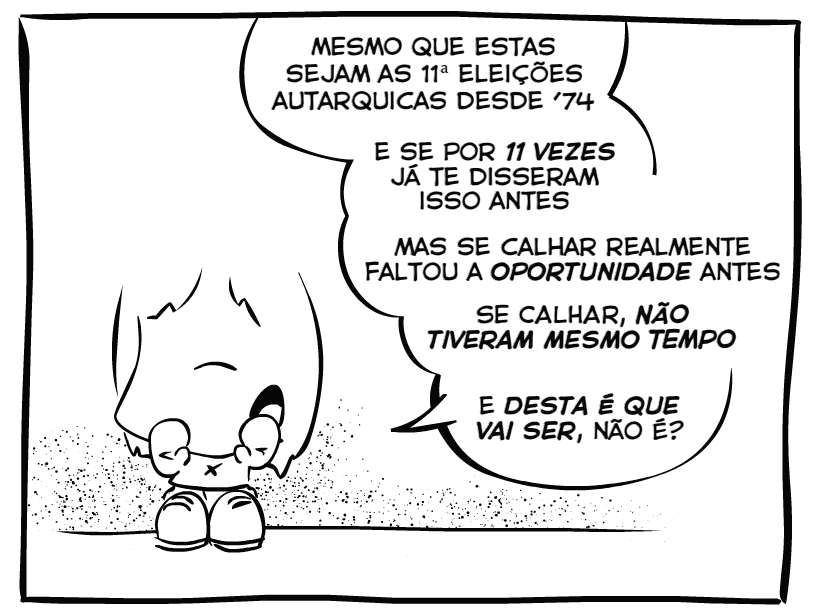 MESMO QUE ESTAS
SEJAM AS 11ª ELEIÇÕES
AUTARQUICAS DESDE '74
E SE POR 11 VEZES
JÁ TE DISSERAM
ISSO ANTES
MAS SE CALHAR REALMENTE
FALTOU A OPORTUNIDADE ANTES
SE CALHAR, NÃO
TIVERAM MESMO TEMPO
E DESTA É QUE
VAI SER, NÃO É?